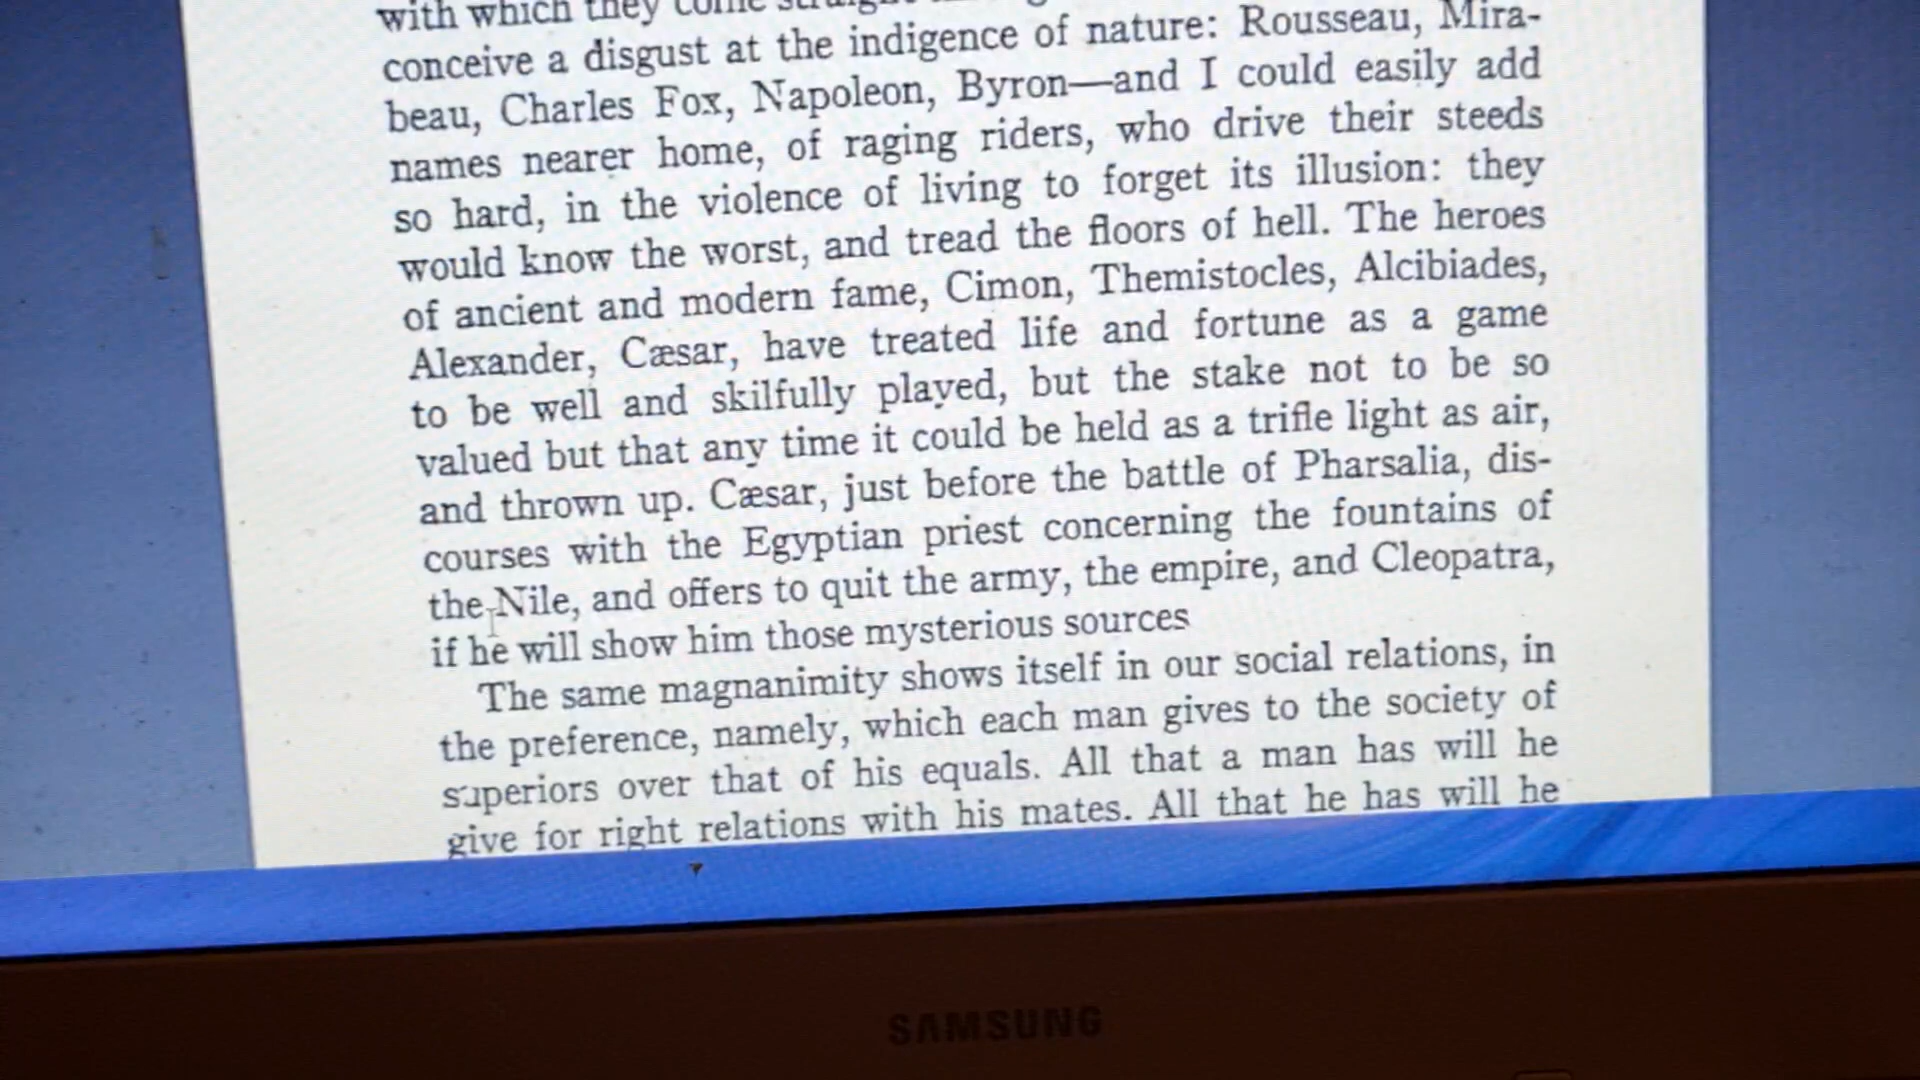 with which they come
conceive a disgust at the indigence of nature: Rousseau, Mira-
beau, Charles Fox, Napoleon, Byron—and I could easily add
names nearer home, of raging riders, who drive their steeds
so hard, in the violence of living to forget its illusion: they
would know the worst, and tread the floors of hell. The heroes
of ancient and modern fame, Cimon, Themistocles, Alcibiades,
Alexander, Cæsar, have treated life and fortune as a game
to be well and skilfully played, but the stake not to be so
valued but that any time it could be held as a trifle light as air,
and thrown up. Cæsar, just before the battle of Pharsalia, dis-
courses with the Egyptian priest concerning the fountains of
the Nile, and offers to quit the army, the empire, and Cleopatra,
if he will show him those mysterious sources
The same magnanimity shows itself in our social relations, in
the preference, namely, which each man gives to the society of
superiors over that of his equals. All that a man has will he
give for right relations with his mates. All that he has will he
SAMSUNG